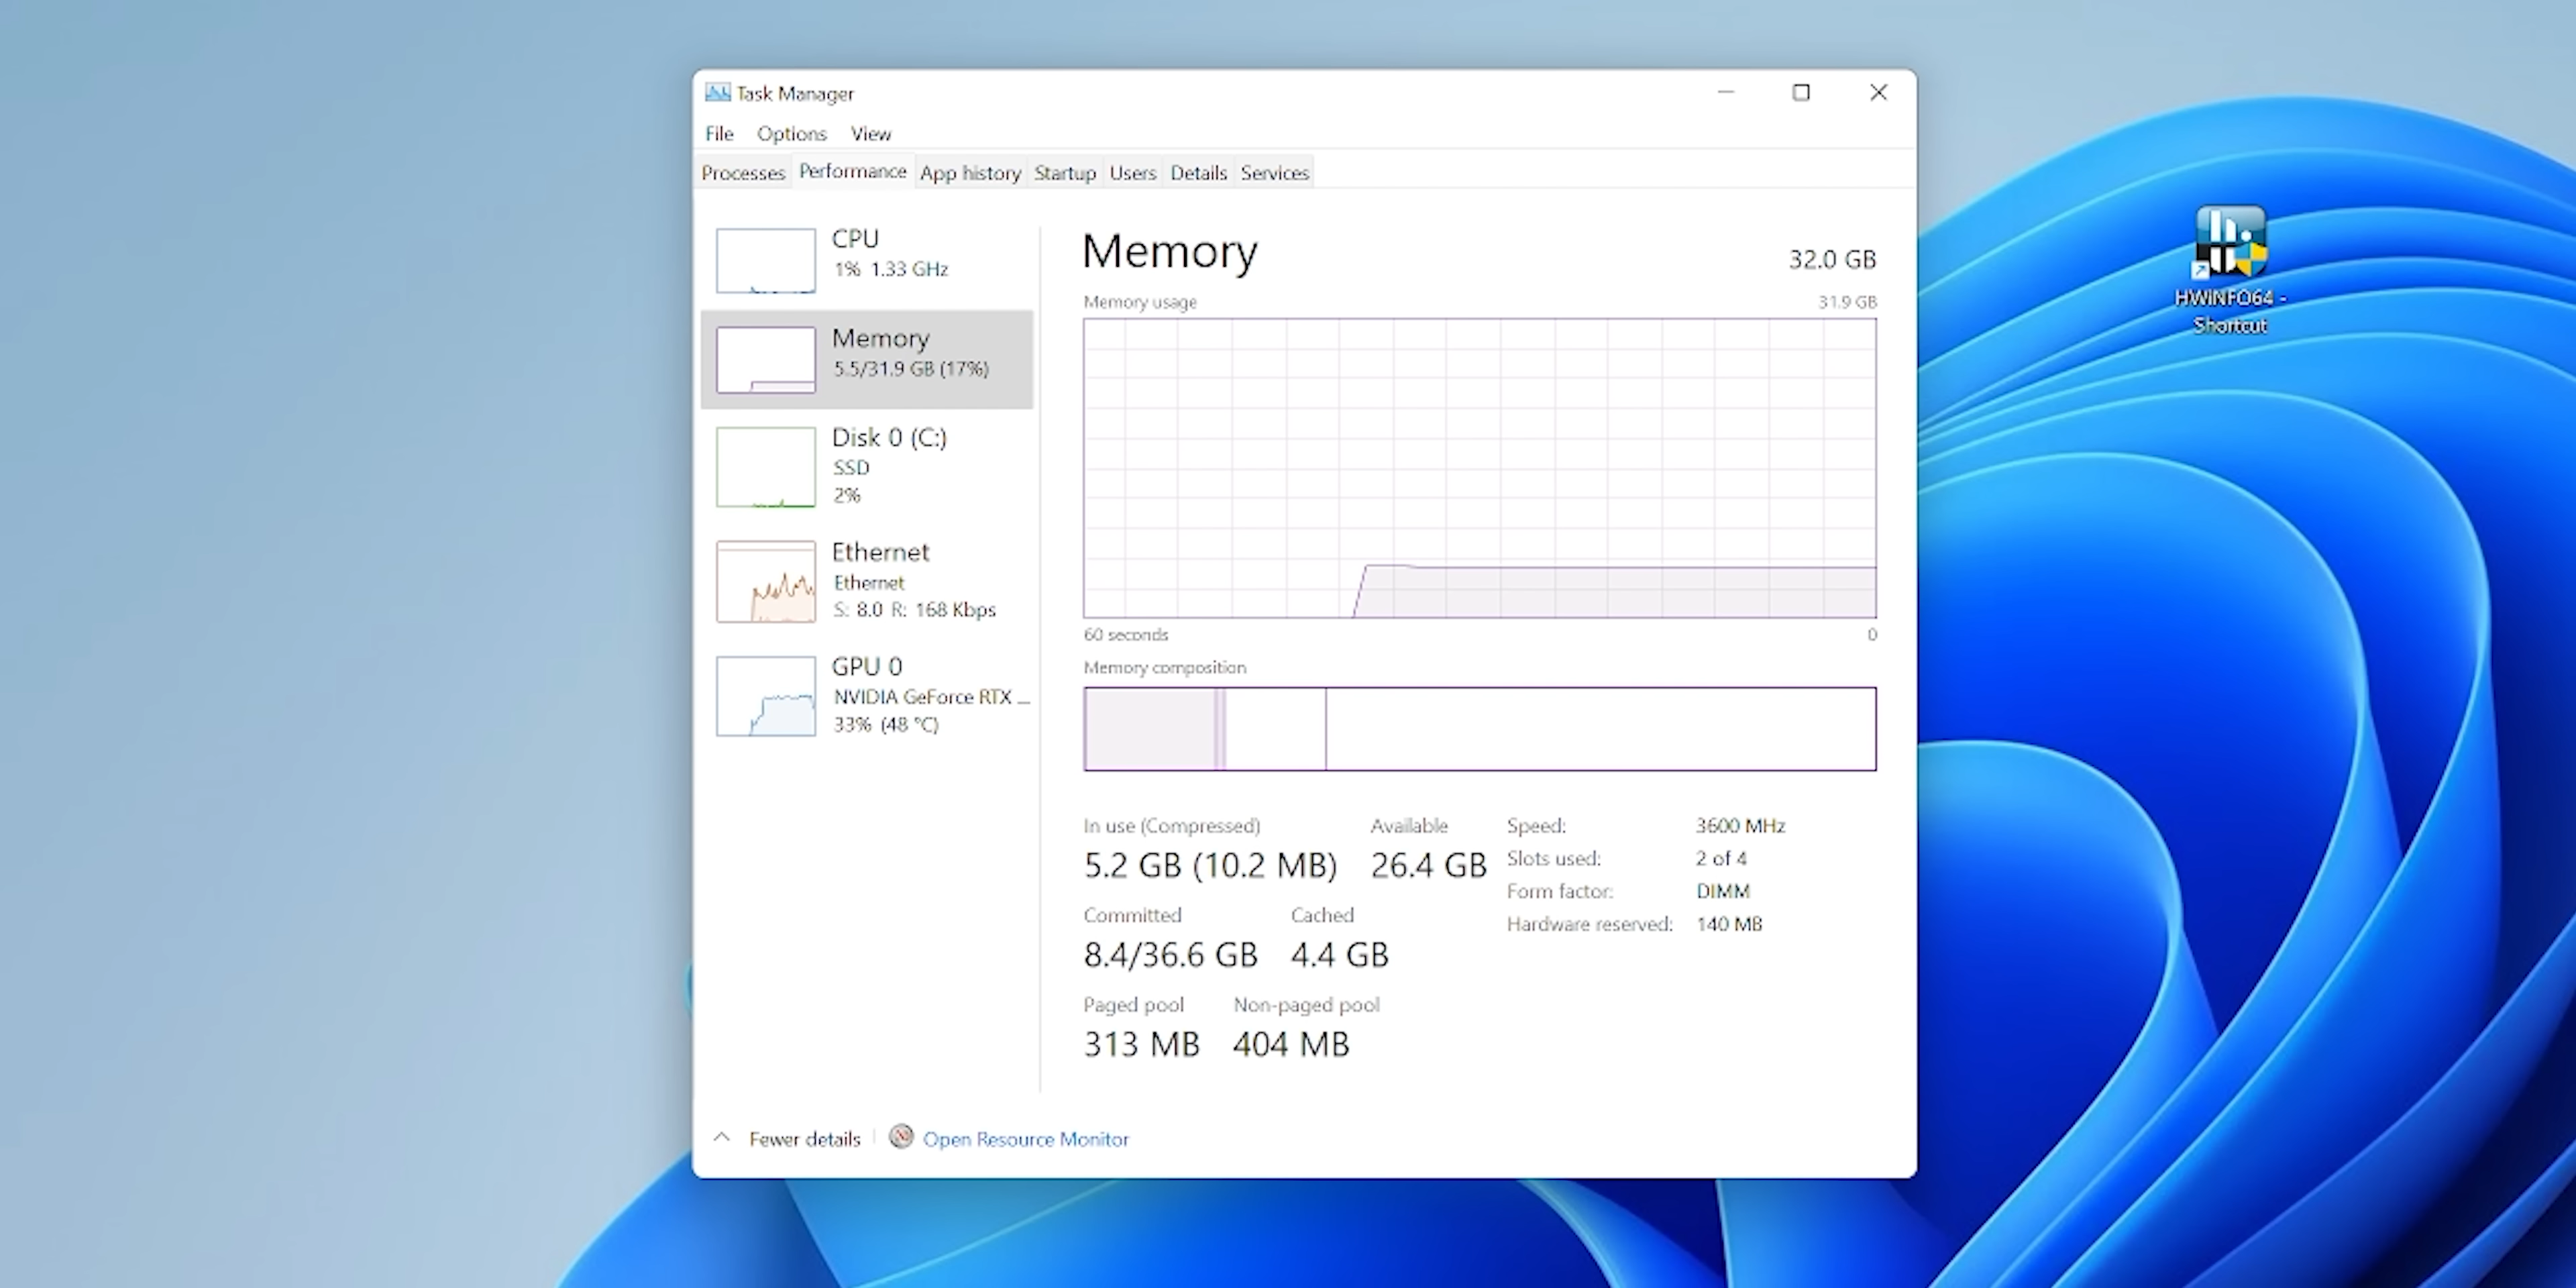 Task Manager
File Options View
Processes Performance App history Startup Users Details Services
CPU
1% 1.33 GHz
Memory
5.5/31.9 GB (17%)
Disk 0 (C:)
SSD
2%
Ethernet
Ethernet
S: 8.0 R: 168 Kbps
GPU 0
NVIDIA GeForce RTX ...
33% (48 °C)
Memory 32.0 GB
Memory usage 31.9 GB
60 seconds 0
Memory composition
In use (Compressed) Available
5.2 GB (10.2 MB) 26.4 GB
Committed Cached
8.4/36.6 GB 4.4 GB
Paged pool Non-paged pool
313 MB 404 MB
Speed: 3600 MHz
Slots used: 2 of 4
Form factor: DIMM
Hardware reserved: 140 MB
Fewer details Open Resource Monitor
HWiNFO64 -
Shortcut